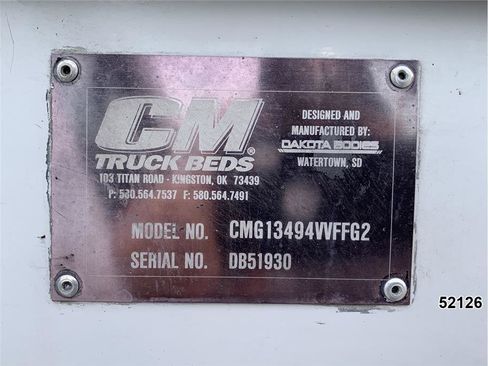 CM®
TRUCK BEDS
103 TITAN ROAD - KINGSTON, OK 73439
P: 580.564.7537 F: 580.564.7491
DESIGNED AND
MANUFACTURED BY:
DAKOTA BODIES
WATERTOWN, SD
MODEL NO. CMG13494VVFFG2
SERIAL NO. DB51930
52126